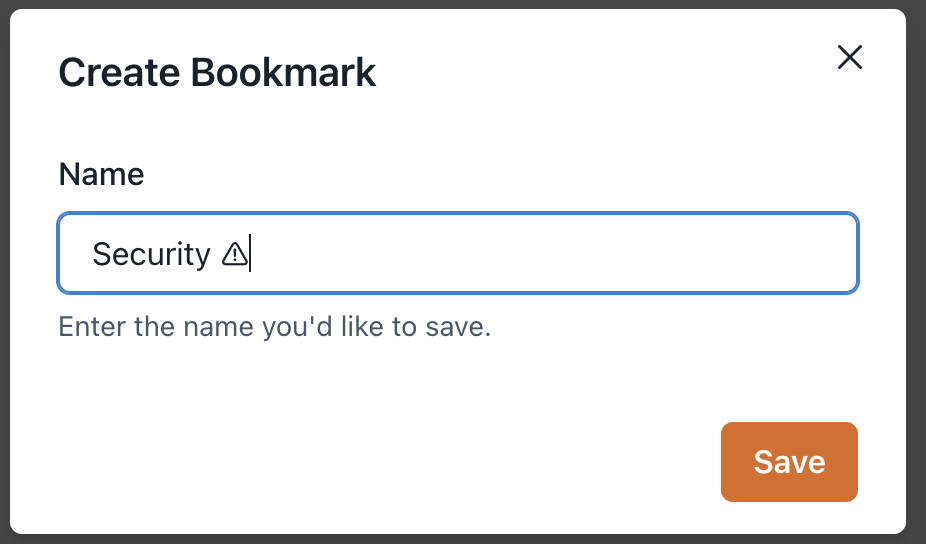 Create Bookmark
Name
Security ⚠
Enter the name you'd like to save.
Save